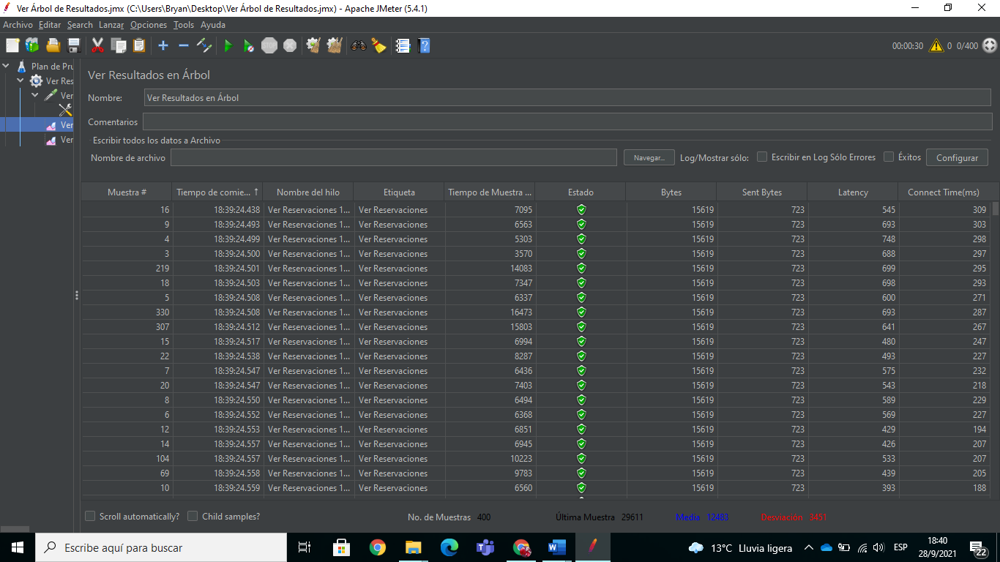 Ver Árbol de Resultados.jmx (C:\Users\Bryan\Desktop\Ver Árbol de Resultados.jmx) - Apache JMeter (5.4.1)
Archivo Editar Search Lanzar Opciones Tools Ayuda
STOP 00:00:30 0 0/400
Plan de Pru
Ver Res
Ver
Ver
Ver
Ver Resultados en Árbol
Nombre: Ver Resultados en Árbol
Comentarios
Escribir todos los datos a Archivo
Nombre de archivo Navegar... Log/Mostrar sólo: Escribir en Log Sólo Errores Éxitos Configurar
Muestra # Tiempo de comie... ↑ Nombre del hilo Etiqueta Tiempo de Muestra ... Estado Bytes Sent Bytes Latency Connect Time(ms)
16 18:39:24.438 Ver Reservaciones 1... Ver Reservaciones 7095 15619 723 545 309
9 18:39:24.493 Ver Reservaciones 1... Ver Reservaciones 6563 15619 723 693 303
4 18:39:24.499 Ver Reservaciones 1... Ver Reservaciones 5303 15619 723 748 298
3 18:39:24.500 Ver Reservaciones 1... Ver Reservaciones 3570 15619 723 688 297
219 18:39:24.501 Ver Reservaciones 1... Ver Reservaciones 14083 15619 723 699 295
18 18:39:24.503 Ver Reservaciones 1... Ver Reservaciones 7347 15619 723 698 293
5 18:39:24.508 Ver Reservaciones 1... Ver Reservaciones 6337 15619 723 600 271
330 18:39:24.508 Ver Reservaciones 1... Ver Reservaciones 16473 15619 723 693 287
307 18:39:24.512 Ver Reservaciones 1... Ver Reservaciones 15803 15619 723 641 267
15 18:39:24.517 Ver Reservaciones 1... Ver Reservaciones 6994 15619 723 480 247
22 18:39:24.538 Ver Reservaciones 1... Ver Reservaciones 8287 15619 723 493 227
7 18:39:24.547 Ver Reservaciones 1... Ver Reservaciones 6436 15619 723 575 232
20 18:39:24.547 Ver Reservaciones 1... Ver Reservaciones 7403 15619 723 543 218
8 18:39:24.550 Ver Reservaciones 1... Ver Reservaciones 6494 15619 723 589 229
6 18:39:24.552 Ver Reservaciones 1... Ver Reservaciones 6368 15619 723 569 227
12 18:39:24.553 Ver Reservaciones 1... Ver Reservaciones 6851 15619 723 429 194
14 18:39:24.557 Ver Reservaciones 1... Ver Reservaciones 6945 15619 723 426 207
104 18:39:24.557 Ver Reservaciones 1... Ver Reservaciones 10223 15619 723 533 207
69 18:39:24.558 Ver Reservaciones 1... Ver Reservaciones 9783 15619 723 439 205
10 18:39:24.559 Ver Reservaciones 1... Ver Reservaciones 6560 15619 723 393 188
Scroll automatically? Child samples? No. de Muestras 400 Última Muestra 29611 Media 12483 Desviación 3451
Escribe aquí para buscar 13°C Lluvia ligera ESP 18:40
28/9/2021 22